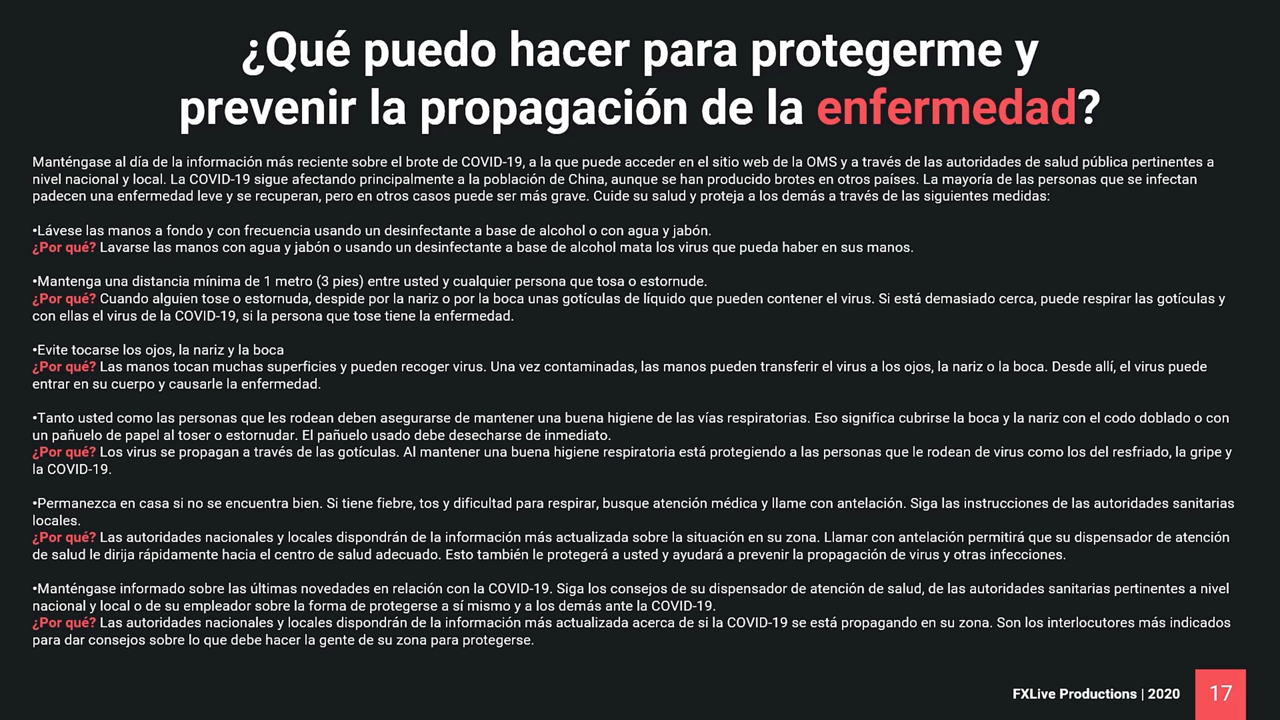 ¿Qué puedo hacer para protegerme y
prevenir la propagación de la enfermedad?
Manténgase al día de la información más reciente sobre el brote de COVID-19, a la que puede acceder en el sitio web de la OMS y a través de las autoridades de salud pública pertinentes a
nivel nacional y local. La COVID-19 sigue afectando principalmente a la población de China, aunque se han producido brotes en otros países. La mayoría de las personas que se infectan
padecen una enfermedad leve y se recuperan, pero en otros casos puede ser más grave. Cuide su salud y proteja a los demás a través de las siguientes medidas:
•Lávese las manos a fondo y con frecuencia usando un desinfectante a base de alcohol o con agua y jabón.
¿Por qué? Lavarse las manos con agua y jabón o usando un desinfectante a base de alcohol mata los virus que pueda haber en sus manos.
•Mantenga una distancia mínima de 1 metro (3 pies) entre usted y cualquier persona que tosa o estornude.
¿Por qué? Cuando alguien tose o estornuda, despide por la nariz o por la boca unas gotículas de líquido que pueden contener el virus. Si está demasiado cerca, puede respirar las gotículas y
con ellas el virus de la COVID-19, si la persona que tose tiene la enfermedad.
•Evite tocarse los ojos, la nariz y la boca
¿Por qué? Las manos tocan muchas superficies y pueden recoger virus. Una vez contaminadas, las manos pueden transferir el virus a los ojos, la nariz o la boca. Desde allí, el virus puede
entrar en su cuerpo y causarle la enfermedad.
•Tanto usted como las personas que les rodean deben asegurarse de mantener una buena higiene de las vías respiratorias. Eso significa cubrirse la boca y la nariz con el codo doblado o con
un pañuelo de papel al toser o estornudar. El pañuelo usado debe desecharse de inmediato.
¿Por qué? Los virus se propagan a través de las gotículas. Al mantener una buena higiene respiratoria está protegiendo a las personas que le rodean de virus como los del resfriado, la gripe y
la COVID-19.
•Permanezca en casa si no se encuentra bien. Si tiene fiebre, tos y dificultad para respirar, busque atención médica y llame con antelación. Siga las instrucciones de las autoridades sanitarias
locales.
¿Por qué? Las autoridades nacionales y locales dispondrán de la información más actualizada sobre la situación en su zona. Llamar con antelación permitirá que su dispensador de atención
de salud le dirija rápidamente hacia el centro de salud adecuado. Esto también le protegerá a usted y ayudará a prevenir la propagación de virus y otras infecciones.
•Manténgase informado sobre las últimas novedades en relación con la COVID-19. Siga los consejos de su dispensador de atención de salud, de las autoridades sanitarias pertinentes a nivel
nacional y local o de su empleador sobre la forma de protegerse a sí mismo y a los demás ante la COVID-19.
¿Por qué? Las autoridades nacionales y locales dispondrán de la información más actualizada acerca de si la COVID-19 se está propagando en su zona. Son los interlocutores más indicados
para dar consejos sobre lo que debe hacer la gente de su zona para protegerse.
FXLive Productions | 2020
17